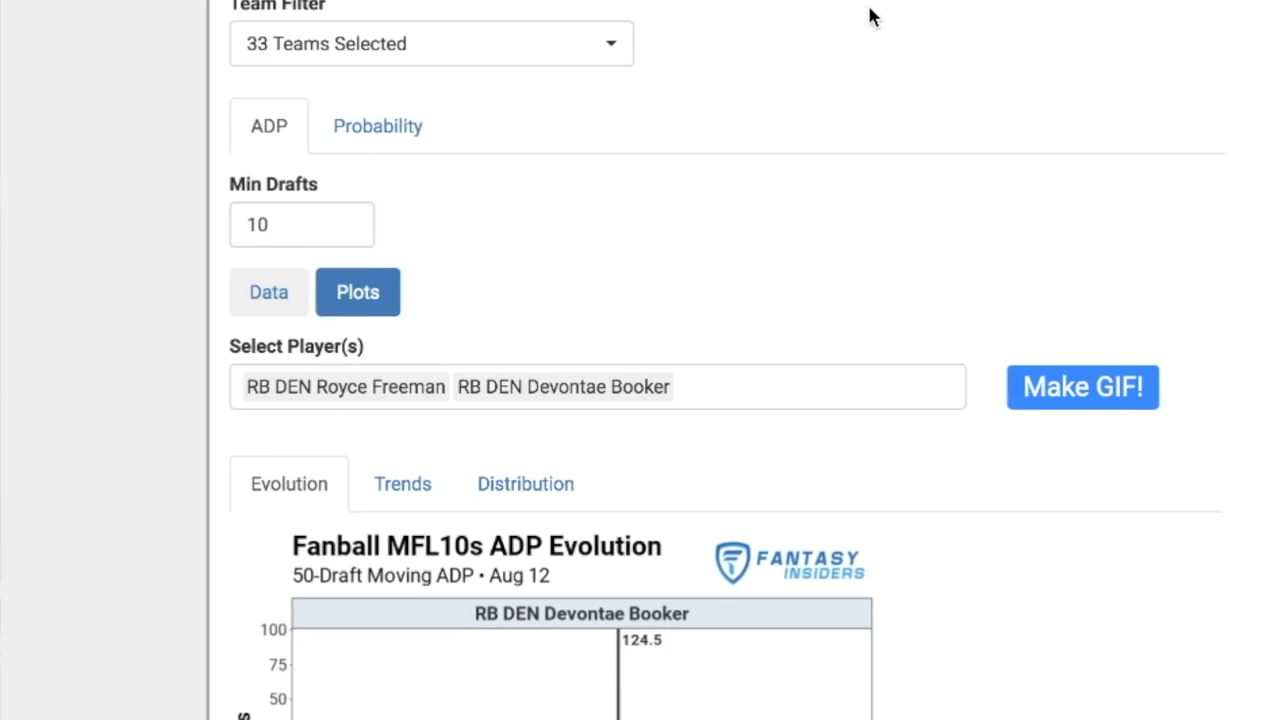 Team Filter
33 Teams Selected
ADP Probability
Min Drafts
10
Data Plots
Select Player(s)
RB DEN Royce Freeman RB DEN Devontae Booker
Make GIF!
Evolution Trends Distribution
Fanball MFL10s ADP Evolution
50-Draft Moving ADP • Aug 12
FANTASY
INSIDERS
RB DEN Devontae Booker
100
124.5
75
50